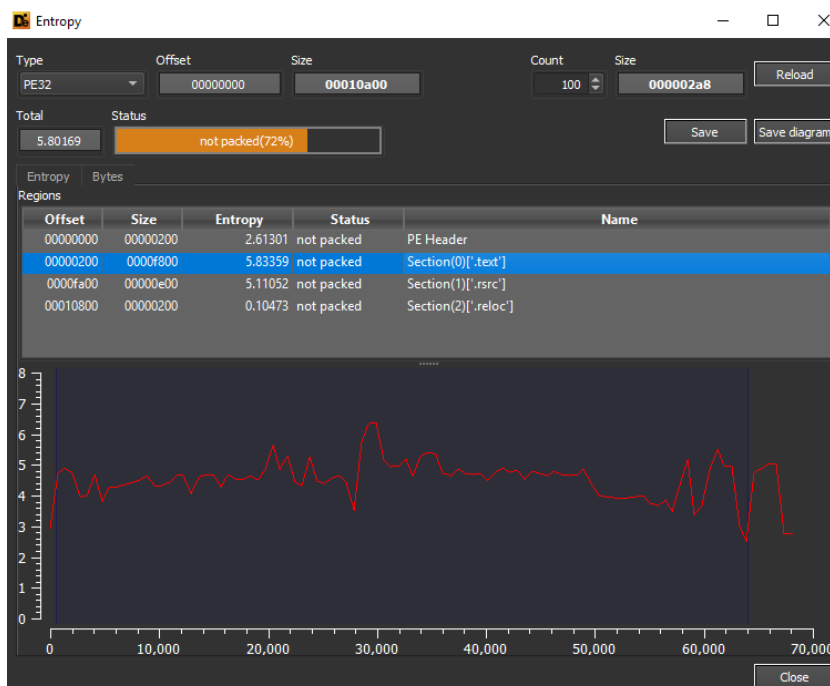 Entropy
Type Offset Size Count Size
PE32 00000000 00010a00 100 000002a8 Reload
Total Status
5.80169 not packed(72%) Save Save diagram
Entropy Bytes
Regions
Offset Size Entropy Status Name
00000000 00000200 2.61301 not packed PE Header
00000200 0000f800 5.83359 not packed Section(0)['.text']
0000fa00 00000e00 5.11052 not packed Section(1)['.rsrc']
00010800 00000200 0.10473 not packed Section(2)['.reloc']
8
7
6
5
4
3
2
1
0
0 10,000 20,000 30,000 40,000 50,000 60,000 70,000
Close